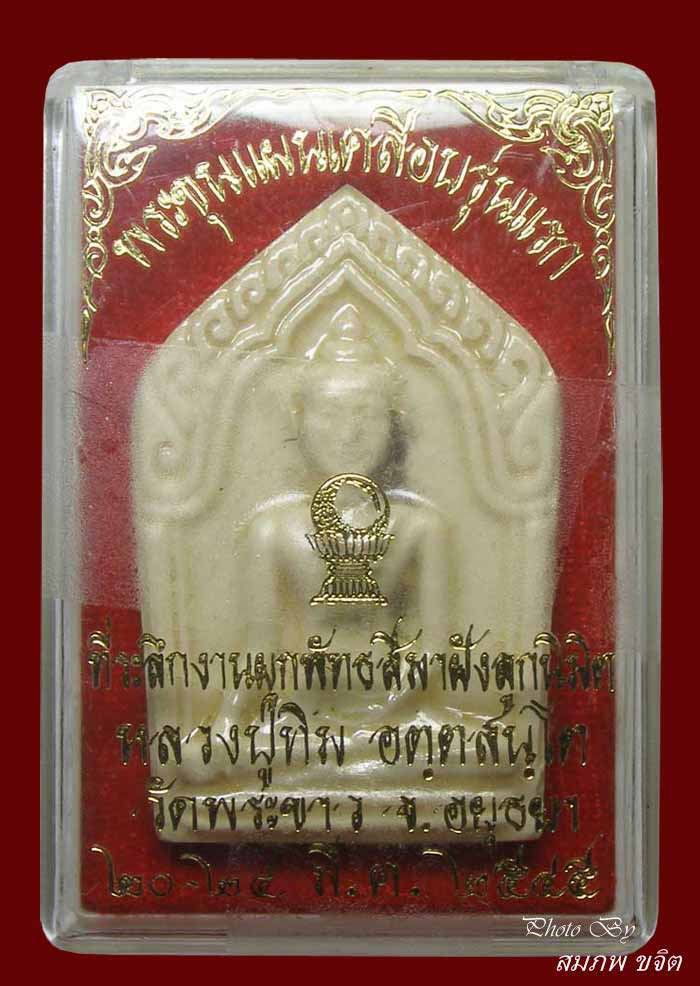 พระขุนแผนเคลือบรุ่นแรก
ที่ระลึกงานผูกพัทธสีมาฝังลูกนิมิต
หลวงปู่ทิม อตฺตสนฺโต
วัดพระขาว จ.อยุธยา
๒๐-๒๘ พ.ค. ๒๕๔๕
Photo By
สมภพ ขจิต